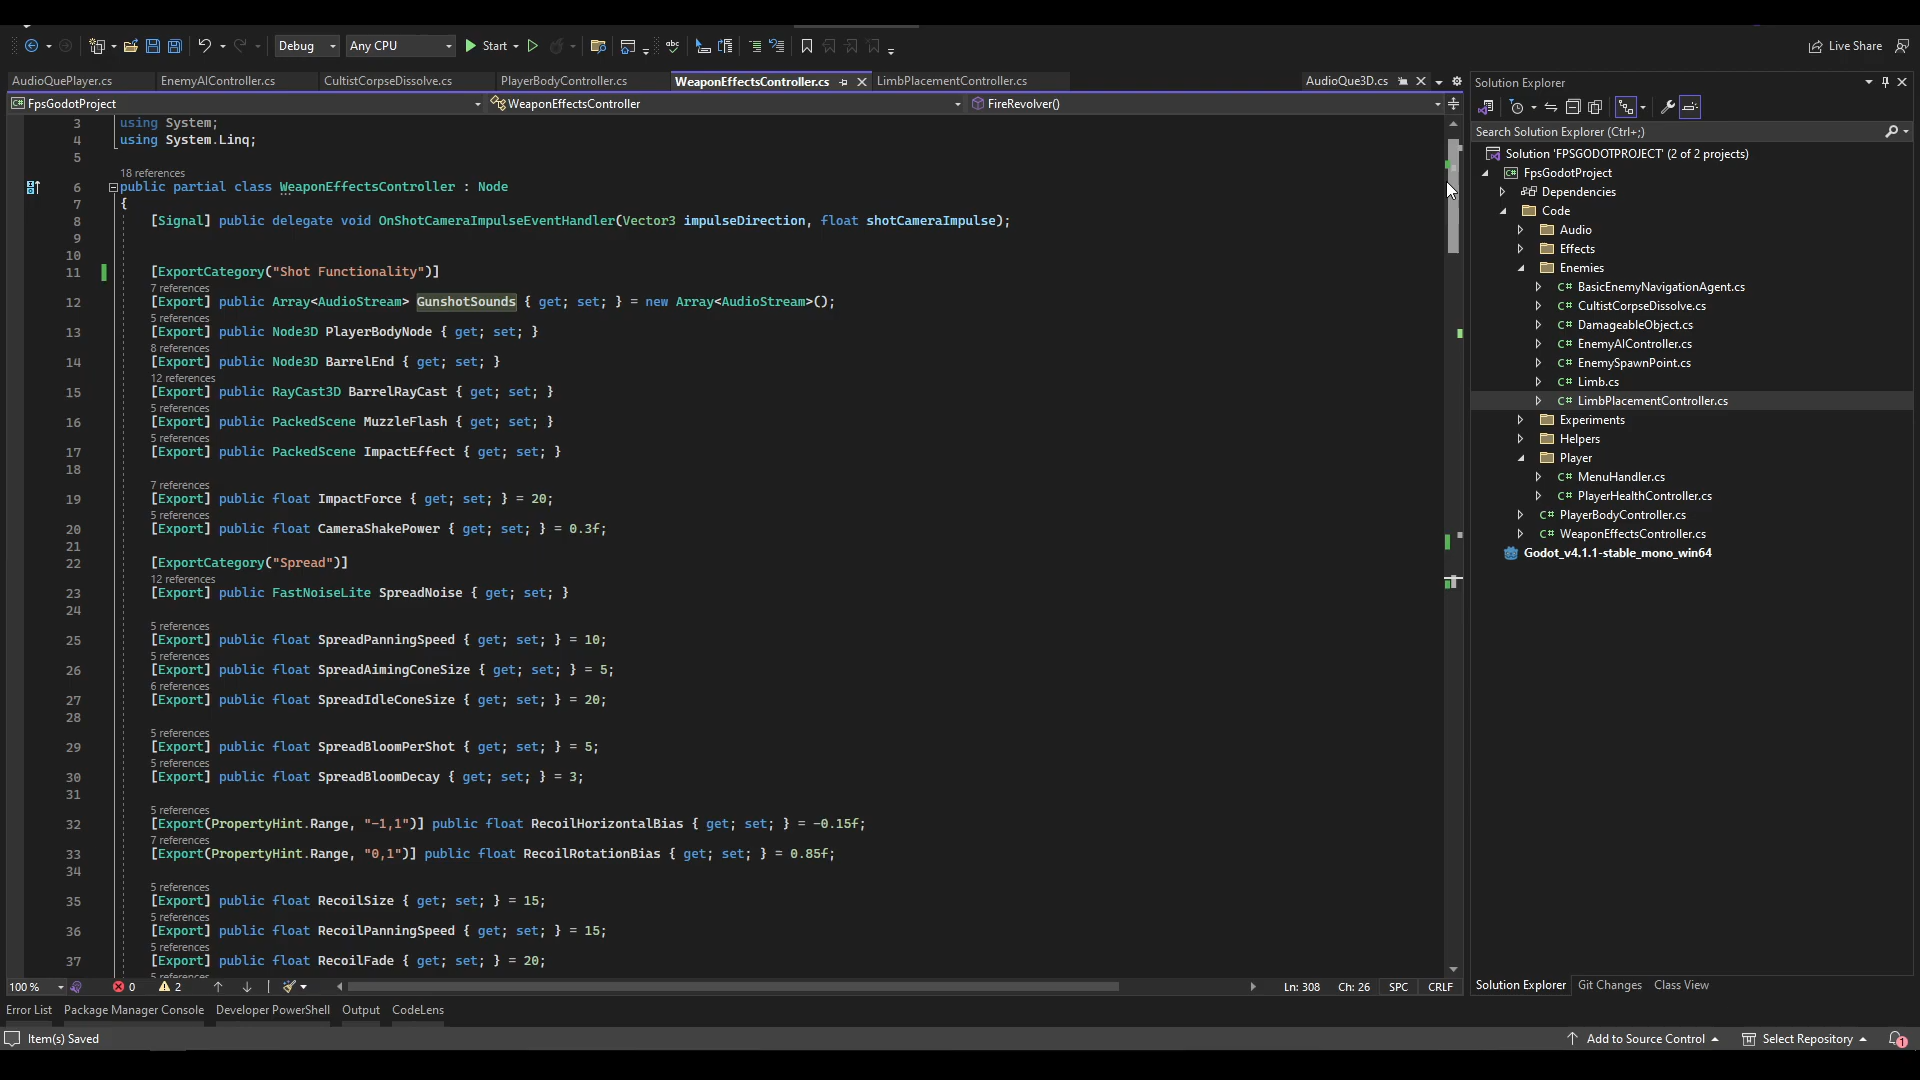 Debug
Any CPU
Start
Live Share
AudioQuePlayer.cs
EnemyAIController.cs
CultistCorpseDissolve.cs
PlayerBodyController.cs
WeaponEffectsController.cs
LimbPlacementController.cs
AudioQue3D.cs
FpsGodotProject
WeaponEffectsController
FireRevolver()
3 using System;
4 using System.Linq;
5
18 references
6 public partial class WeaponEffectsController : Node
7 {
8 [Signal] public delegate void OnShotCameraImpulseEventHandler(Vector3 impulseDirection, float shotCameraImpulse);
9
10
11 [ExportCategory("Shot Functionality")]
7 references
12 [Export] public Array<AudioStream> GunshotSounds { get; set; } = new Array<AudioStream>();
5 references
13 [Export] public Node3D PlayerBodyNode { get; set; }
8 references
14 [Export] public Node3D BarrelEnd { get; set; }
12 references
15 [Export] public RayCast3D BarrelRayCast { get; set; }
5 references
16 [Export] public PackedScene MuzzleFlash { get; set; }
5 references
17 [Export] public PackedScene ImpactEffect { get; set; }
18
7 references
19 [Export] public float ImpactForce { get; set; } = 20;
5 references
20 [Export] public float CameraShakePower { get; set; } = 0.3f;
21
22 [ExportCategory("Spread")]
12 references
23 [Export] public FastNoiseLite SpreadNoise { get; set; }
24
5 references
25 [Export] public float SpreadPanningSpeed { get; set; } = 10;
5 references
26 [Export] public float SpreadAimingConeSize { get; set; } = 5;
6 references
27 [Export] public float SpreadIdleConeSize { get; set; } = 20;
28
5 references
29 [Export] public float SpreadBloomPerShot { get; set; } = 5;
5 references
30 [Export] public float SpreadBloomDecay { get; set; } = 3;
31
5 references
32 [Export(PropertyHint.Range, "-1,1")] public float RecoilHorizontalBias { get; set; } = -0.15f;
7 references
33 [Export(PropertyHint.Range, "0,1")] public float RecoilRotationBias { get; set; } = 0.85f;
34
5 references
35 [Export] public float RecoilSize { get; set; } = 15;
5 references
36 [Export] public float RecoilPanningSpeed { get; set; } = 15;
5 references
37 [Export] public float RecoilFade { get; set; } = 20;
5 references
100 %
0
2
Ln: 308
Ch: 26
SPC
CRLF
Solution Explorer
Search Solution Explorer (Ctrl+;)
Solution 'FPSGODOTPROJECT' (2 of 2 projects)
C# FpsGodotProject
Dependencies
Code
Audio
Effects
Enemies
C# BasicEnemyNavigationAgent.cs
C# CultistCorpseDissolve.cs
C# DamageableObject.cs
C# EnemyAIController.cs
C# EnemySpawnPoint.cs
C# Limb.cs
C# LimbPlacementController.cs
Experiments
Helpers
Player
C# MenuHandler.cs
C# PlayerHealthController.cs
C# PlayerBodyController.cs
C# WeaponEffectsController.cs
Godot_v4.1.1-stable_mono_win64
Solution Explorer
Git Changes
Class View
Error List
Package Manager Console
Developer PowerShell
Output
CodeLens
Item(s) Saved
Add to Source Control
Select Repository
1